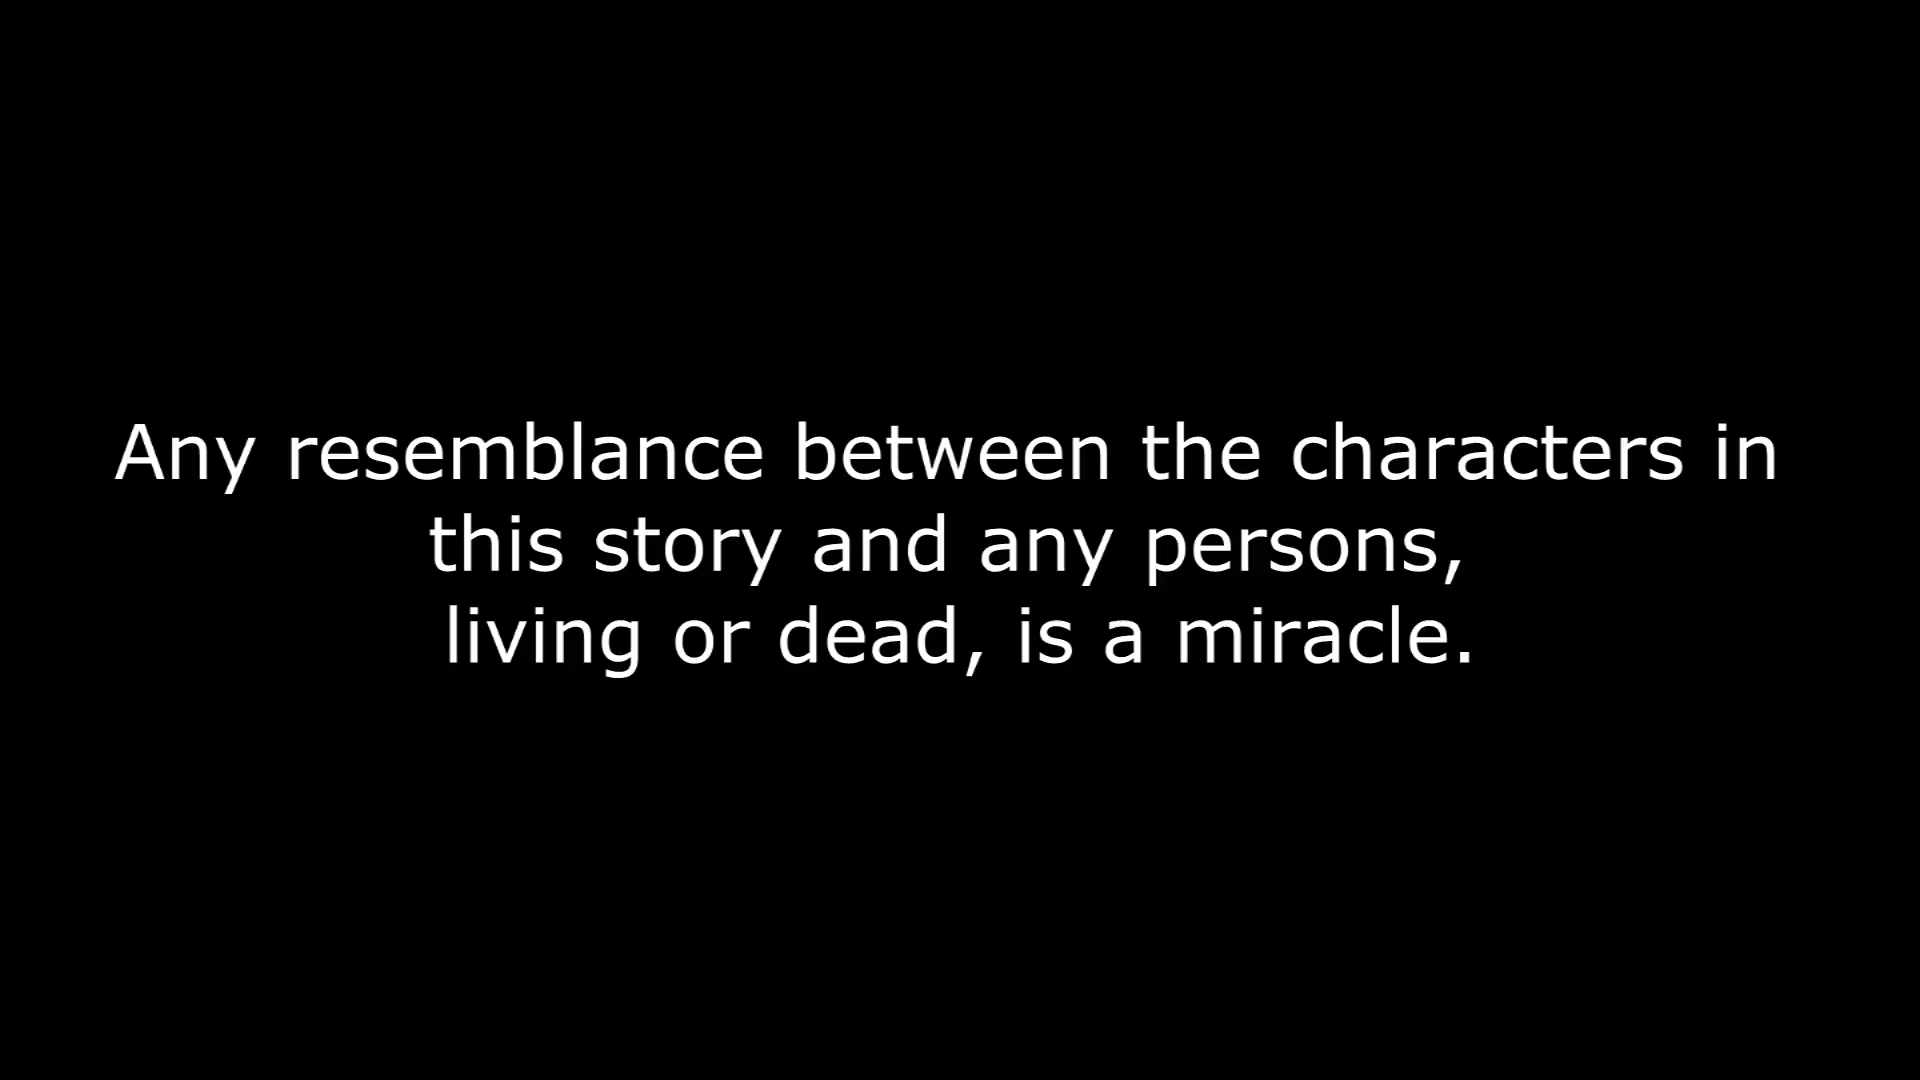 Any resemblance between the characters in
this story and any persons,
living or dead, is a miracle.